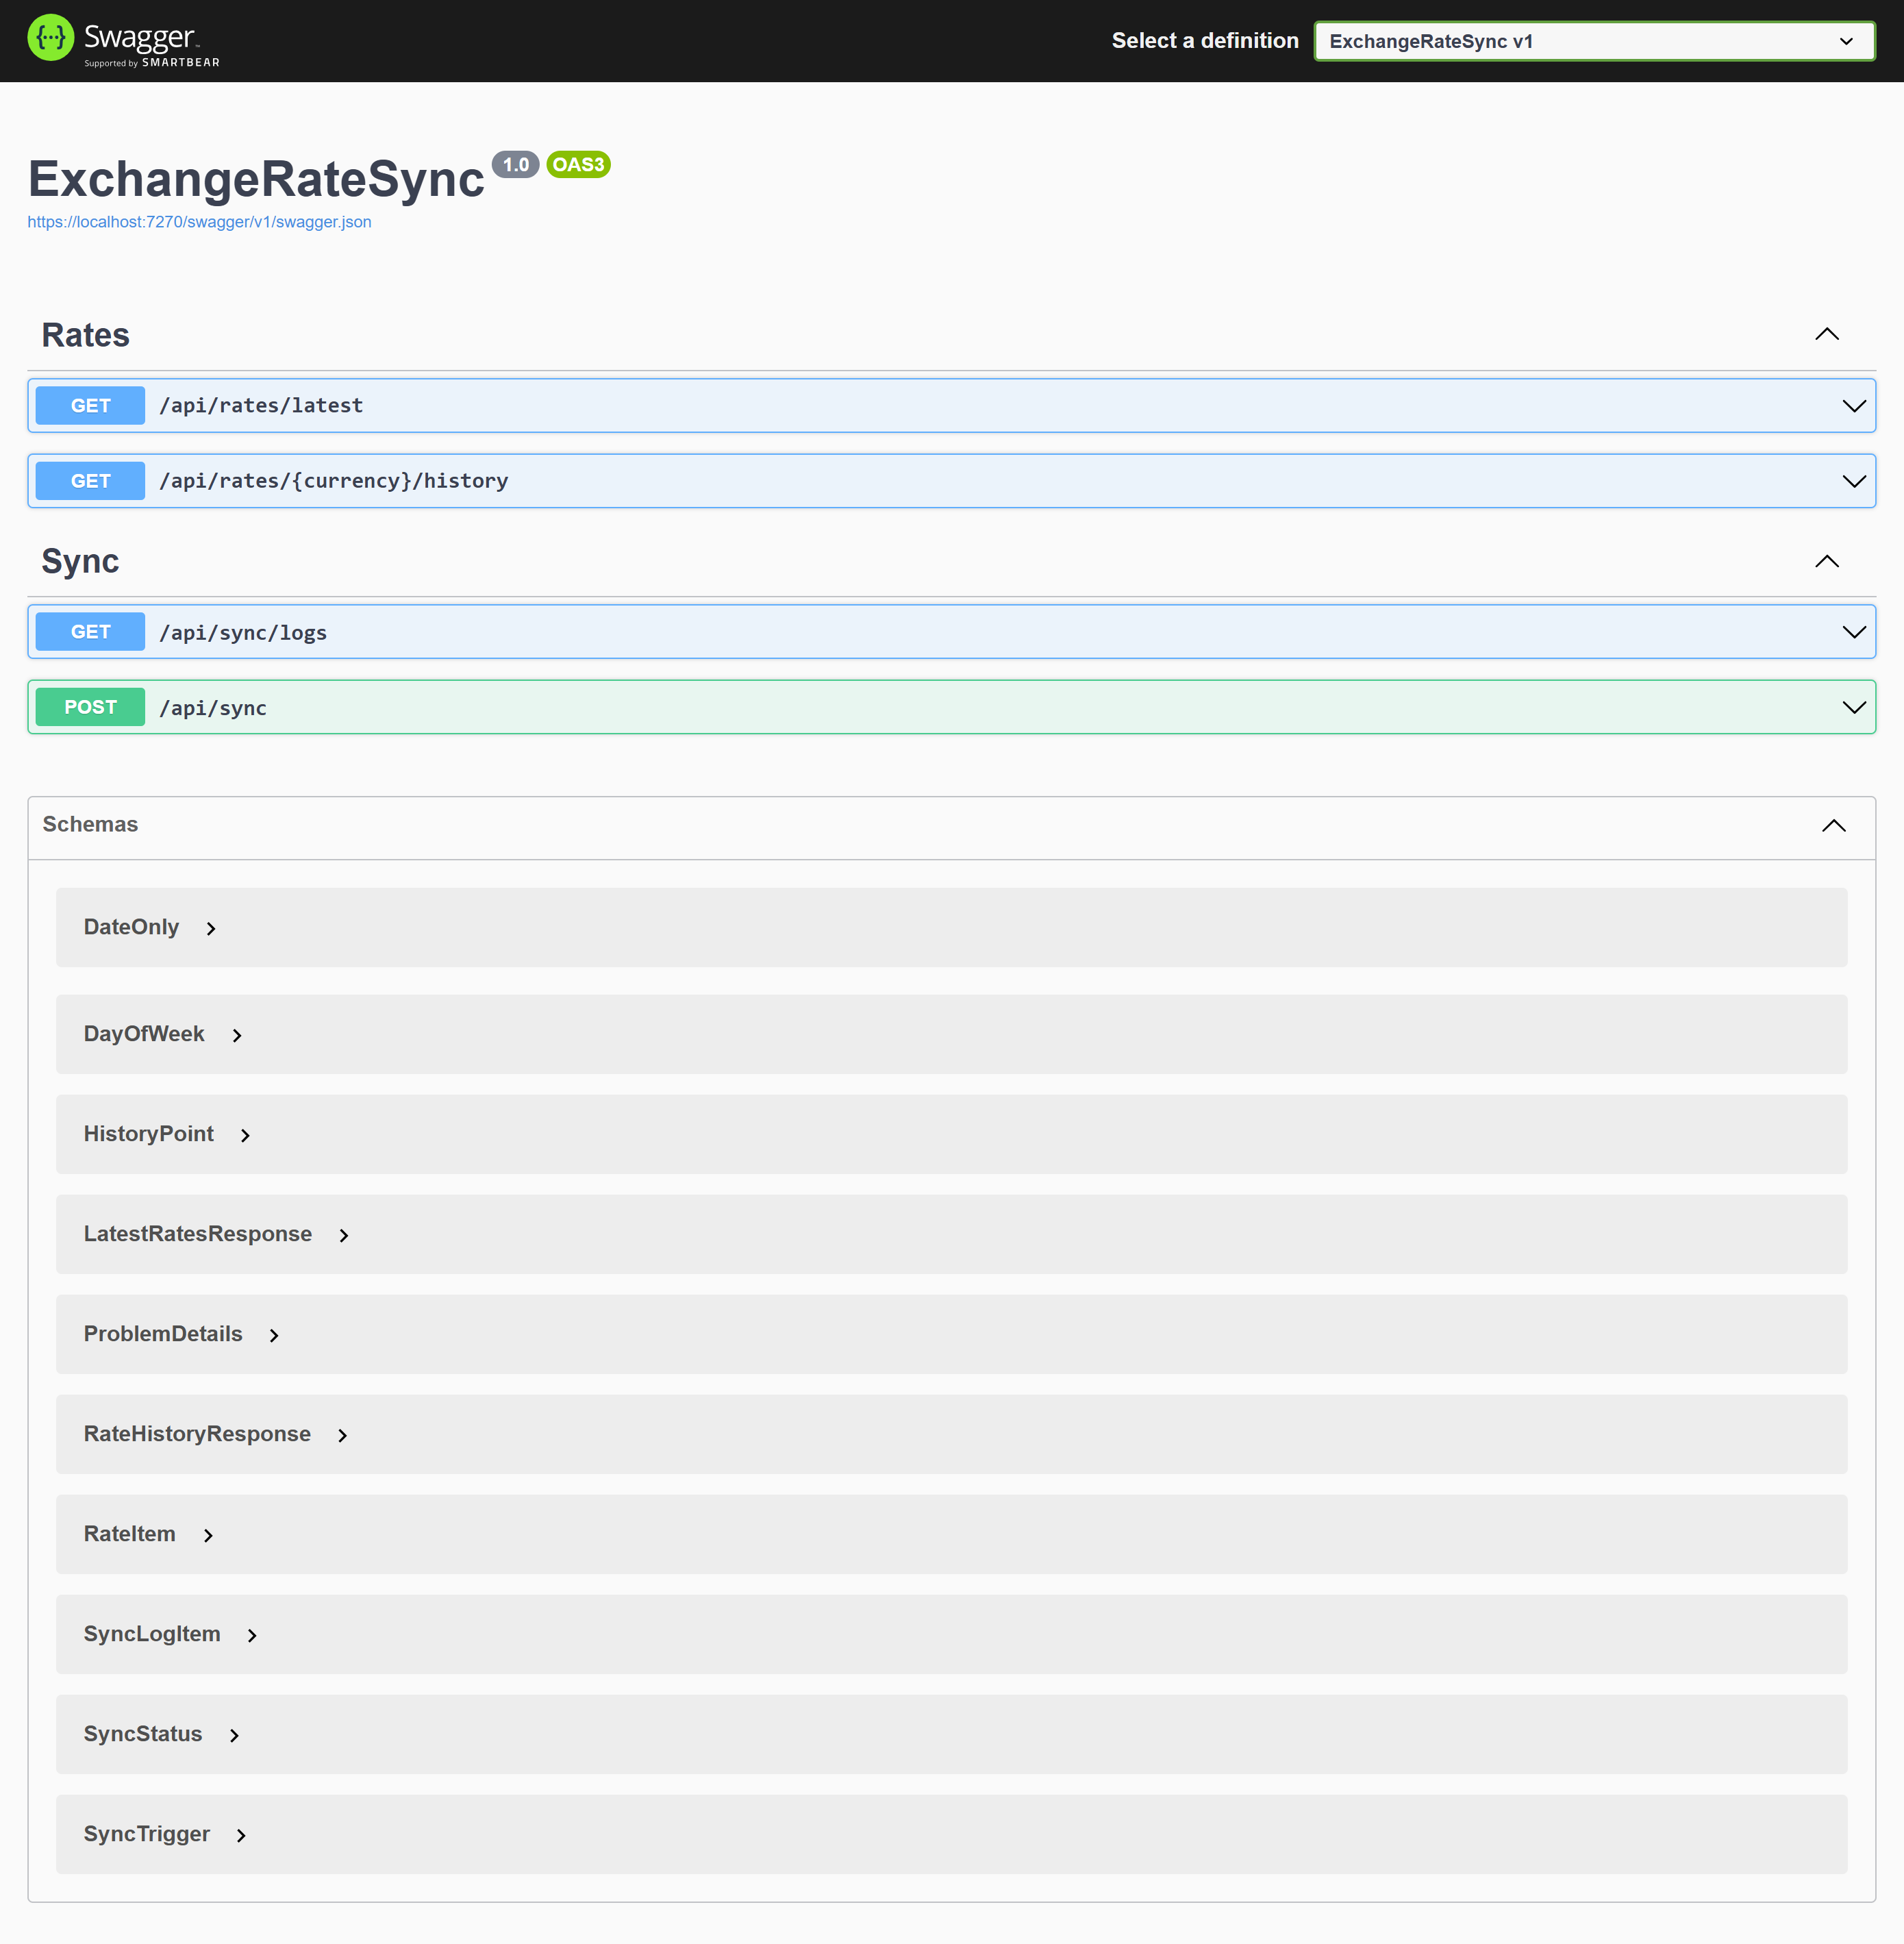 Swagger™
Supported by SMARTBEAR
Select a definition
ExchangeRateSync v1
ExchangeRateSync 1.0 OAS3
https://localhost:7270/swagger/v1/swagger.json
Rates
GET /api/rates/latest
GET /api/rates/{currency}/history
Sync
GET /api/sync/logs
POST /api/sync
Schemas
DateOnly
DayOfWeek
HistoryPoint
LatestRatesResponse
ProblemDetails
RateHistoryResponse
RateItem
SyncLogItem
SyncStatus
SyncTrigger